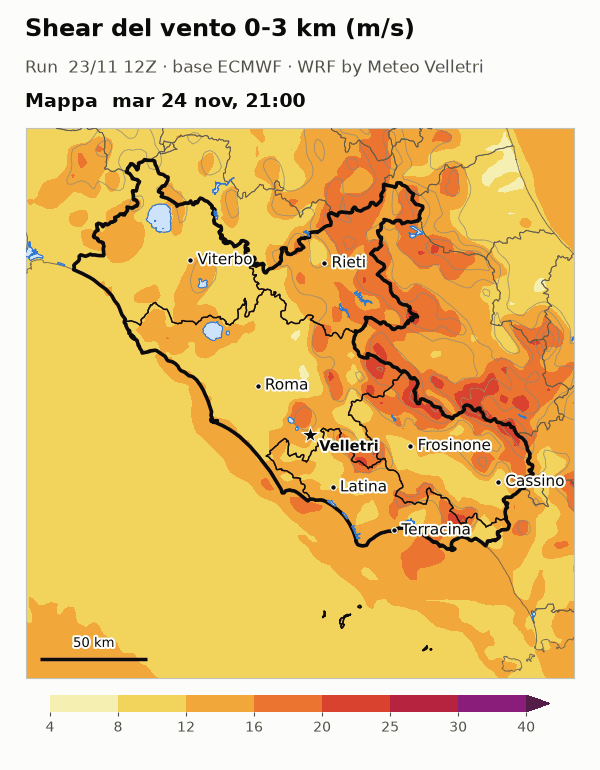 Shear del vento 0-3 km (m/s)
Run  23/11 12Z · base ECMWF · WRF by Meteo Velletri
Mappa  mar 24 nov, 21:00
Viterbo
Rieti
Roma
Velletri
Frosinone
Latina
Cassino
Terracina
50 km
4 8 12 16 20 25 30 40